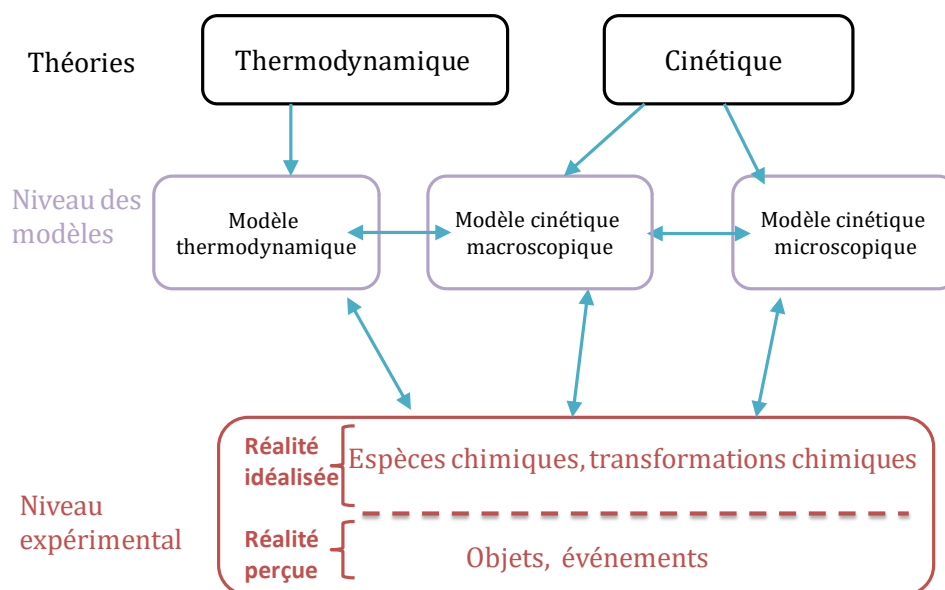 Théories
Thermodynamique
Cinétique
Niveau des
modèles
Modèle
thermodynamique
Modèle cinétique
macroscopique
Modèle cinétique
microscopique
Niveau
expérimental
Réalité
idéalisée
Espèces chimiques, transformations chimiques
Réalité
perçue
Objets, événements